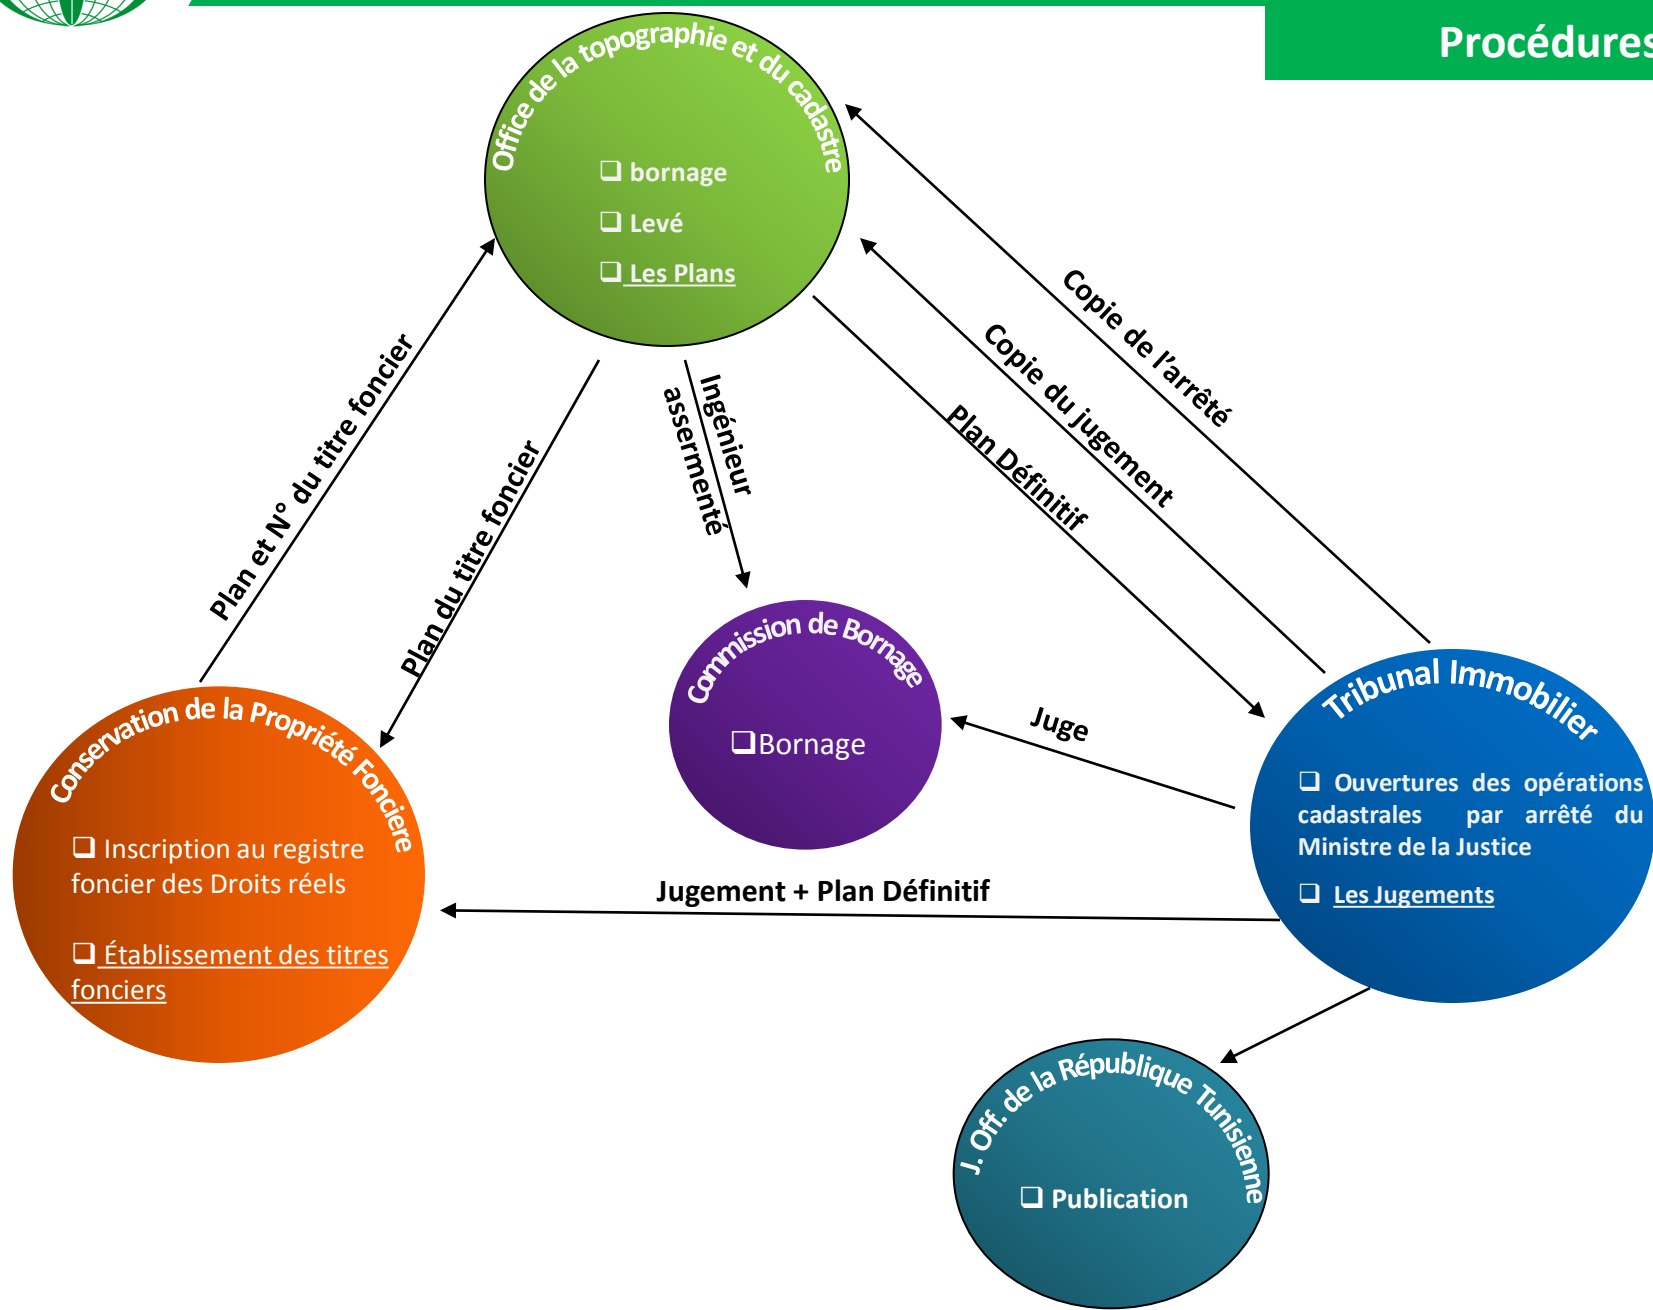 Procédures
Office de la topographie et du cadastre
❑ bornage
❑ Levé
❑ Les Plans
Copie de l'arrêté
Copie du jugement
Plan Définitif
Ingénieur
assermenté
Plan et N° du titre foncier
Plan du titre foncier
Commission de Bornage
❑Bornage
Juge
Tribunal Immobilier
❑ Ouvertures des opérations
cadastrales par arrêté du
Ministre de la Justice
❑ Les Jugements
Conservation de la Propriété Fonciere
❑ Inscription au registre
foncier des Droits réels
❑ Établissement des titres
fonciers
Jugement + Plan Définitif
J. Off. de la République Tunisienne
❑ Publication